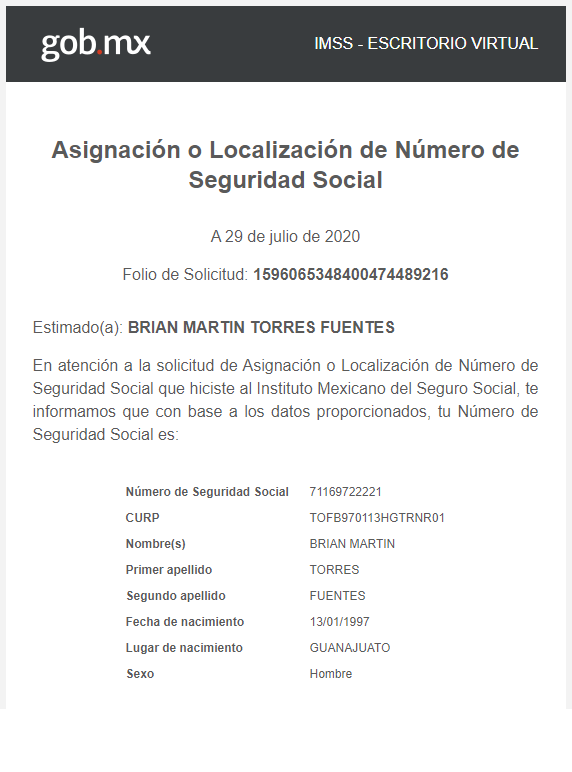 gob.mx
IMSS - ESCRITORIO VIRTUAL
Asignación o Localización de Número de
Seguridad Social
A 29 de julio de 2020
Folio de Solicitud: 1596065348400474489216
Estimado(a): BRIAN MARTIN TORRES FUENTES
En atención a la solicitud de Asignación o Localización de Número de
Seguridad Social que hiciste al Instituto Mexicano del Seguro Social, te
informamos que con base a los datos proporcionados, tu Número de
Seguridad Social es:
Número de Seguridad Social 71169722221
CURP TOFB970113HGTRNR01
Nombre(s) BRIAN MARTIN
Primer apellido TORRES
Segundo apellido FUENTES
Fecha de nacimiento 13/01/1997
Lugar de nacimiento GUANAJUATO
Sexo Hombre